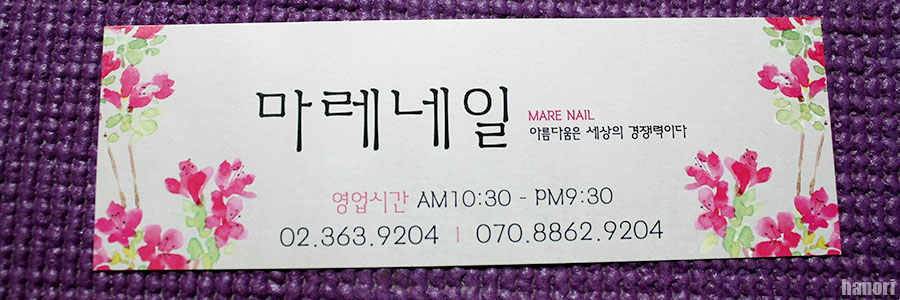 마레네일
MARE NAIL
아름다움은 세상의 경쟁력이다
영업시간 AM10:30 - PM9:30
02.363.9204 | 070.8862.9204
hanori